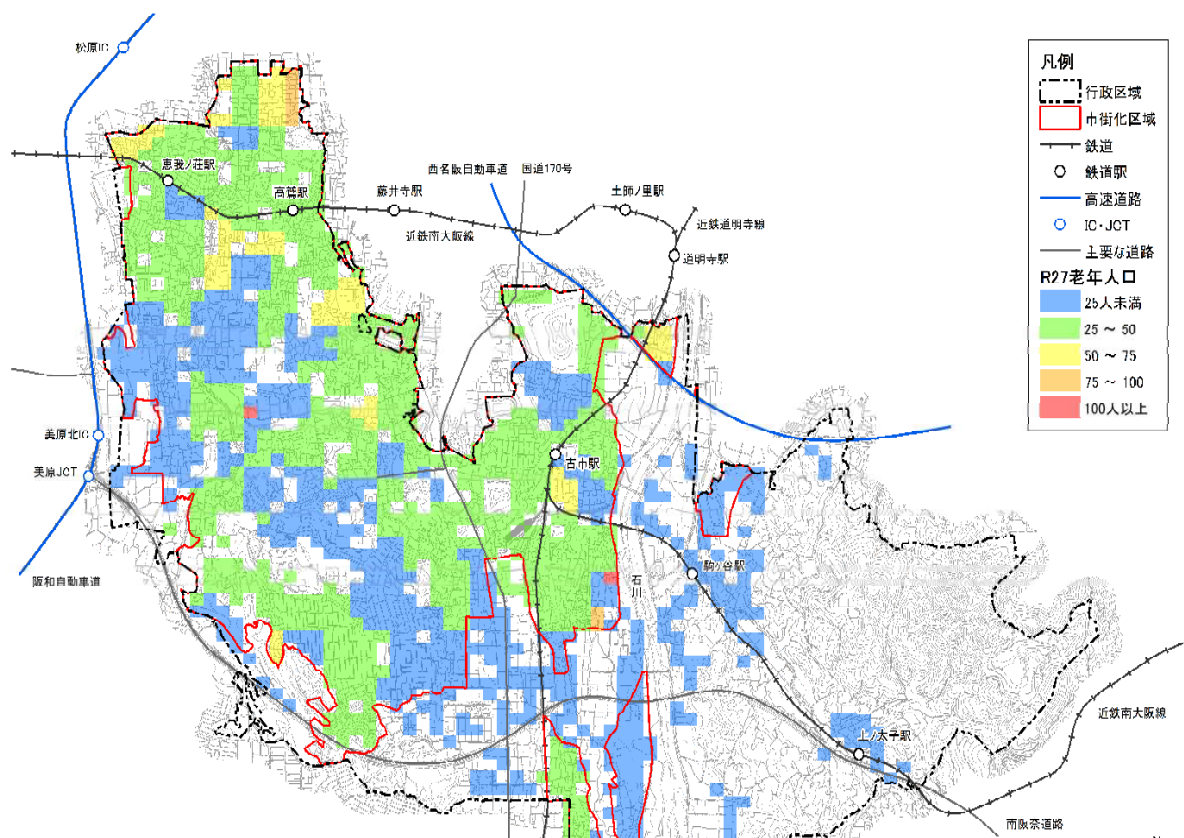 松原IC
恵我ノ荘駅
高鷲駅
藤井寺駅
西名阪自動車道
国道170号
土師ノ里駅
近鉄南大阪線
近鉄道明寺線
道明寺駅
美原北IC
美原JCT
阪和自動車道
古市駅
石川
駒ヶ谷駅
上ノ太子駅
近鉄南大阪線
南阪奈道路
凡例
行政区域
市街化区域
鉄道
鉄道駅
高速道路
IC・JCT
主要な道路
R27老年人口
25人未満
25 ～ 50
50 ～ 75
75 ～ 100
100人以上